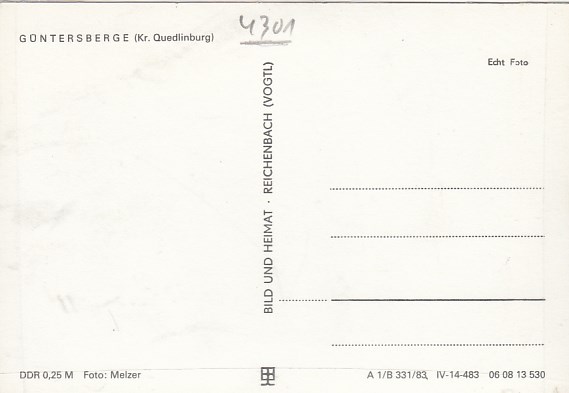 4301
GÜNTERSBERGE (Kr. Quedlinburg)
Echt Foto
BILD UND HEIMAT · REICHENBACH (VOGTL)
DDR 0,25 M Foto: Melzer
A 1/B 331/83, IV-14-483 06 08 13 530